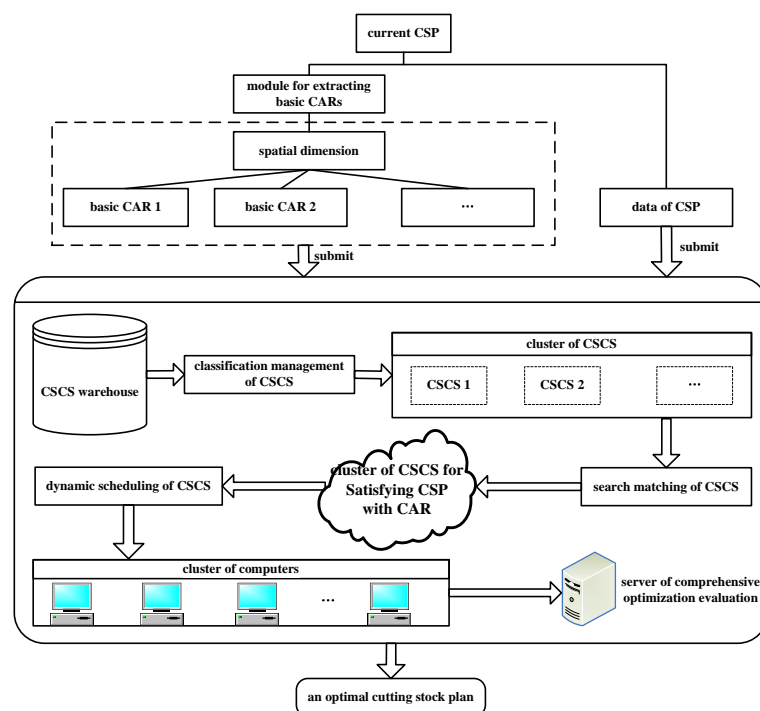 current CSP
module for extracting
basic CARs
spatial dimension
basic CAR 1
basic CAR 2
...
data of CSP
submit
submit
CSCS warehouse
classification management
of CSCS
cluster of CSCS
CSCS 1
CSCS 2
...
dynamic scheduling of CSCS
cluster of CSCS for
Satisfying CSP
with CAR
search matching of CSCS
cluster of computers
...
server of comprehensive
optimization evaluation
an optimal cutting stock plan